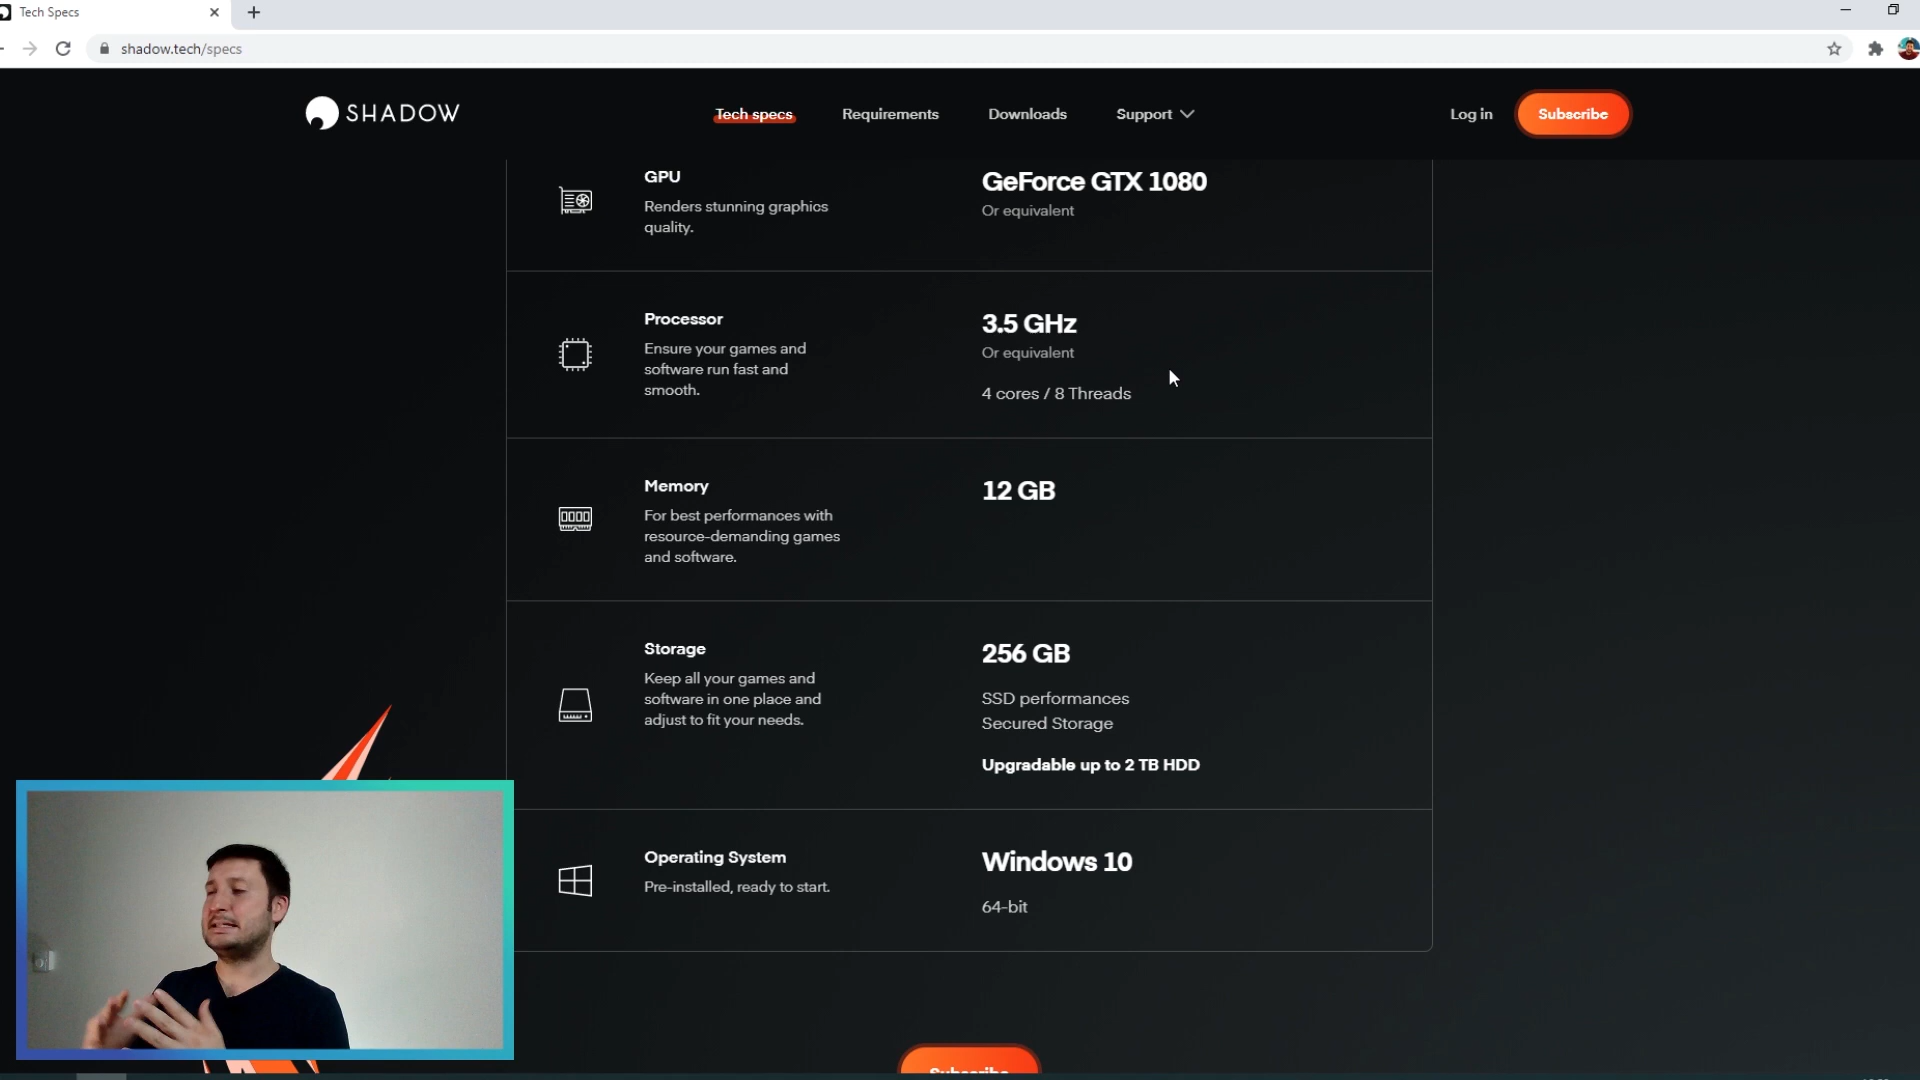 Tech Specs
shadow.tech/specs
SHADOW
Tech specs
Requirements
Downloads
Support
Log in
Subscribe
GPU
Renders stunning graphics
quality.
GeForce GTX 1080
Or equivalent
Processor
Ensure your games and
software run fast and
smooth.
3.5 GHz
Or equivalent
4 cores / 8 Threads
Memory
For best performances with
resource-demanding games
and software.
12 GB
Storage
Keep all your games and
software in one place and
adjust to fit your needs.
256 GB
SSD performances
Secured Storage
Upgradable up to 2 TB HDD
Operating System
Pre-installed, ready to start.
Windows 10
64-bit
Subscribe